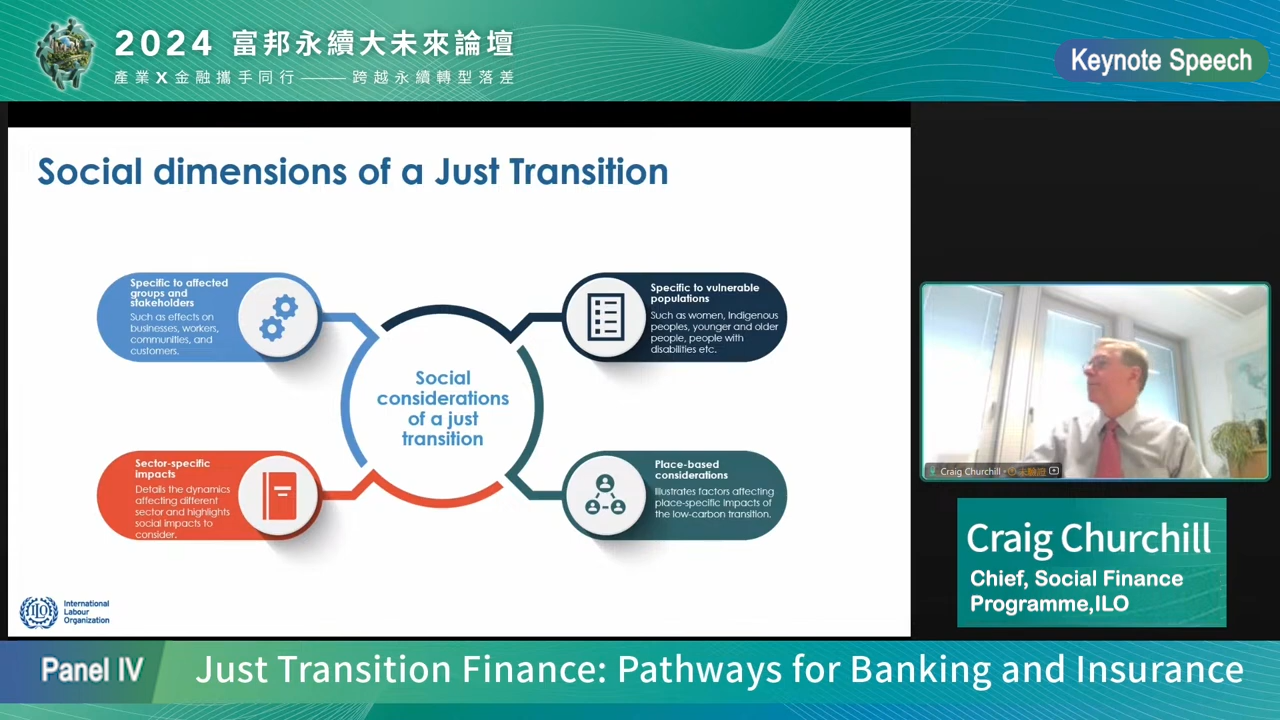 2024 富邦永續大未來論壇
產業X金融攜手同行——跨越永續轉型落差
Keynote Speech
Social dimensions of a Just Transition
Specific to affected
groups and
stakeholders
Such as effects on
businesses, workers,
communities, and
customers.
Specific to vulnerable
populations
Such as women, Indigenous
peoples, younger and older
people, people with
disabilities etc.
Social
considerations
of a just
transition
Sector-specific
impacts
Details the dynamics
affecting different
sector and highlights
social impacts to
consider.
Place-based
considerations
Illustrates factors affecting
place-specific impacts of
the low-carbon transition.
ILO
International
Labour
Organization
Craig Churchill
Craig Churchill
Chief, Social Finance
Programme,ILO
Panel IV
Just Transition Finance: Pathways for Banking and Insurance